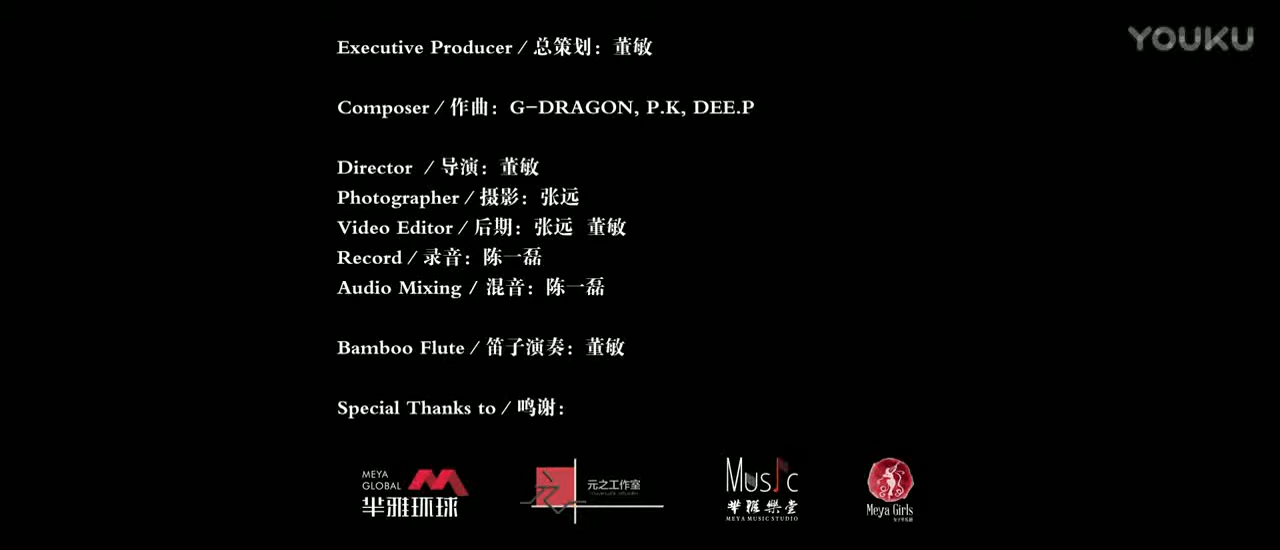 YOUKU
Executive Producer / 总策划：董敏
Composer / 作曲：G-DRAGON, P.K, DEE.P
Director / 导演：董敏
Photographer / 摄影：张远
Video Editor / 后期：张远 董敏
Record / 录音：陈一磊
Audio Mixing / 混音：陈一磊
Bamboo Flute / 笛子演奏：董敏
Special Thanks to / 鸣谢：
MEYA
GLOBAL
芈雅环球
元之工作室
Music
芈雅樂堂
MEYA MUSIC STUDIO
Meya Girls